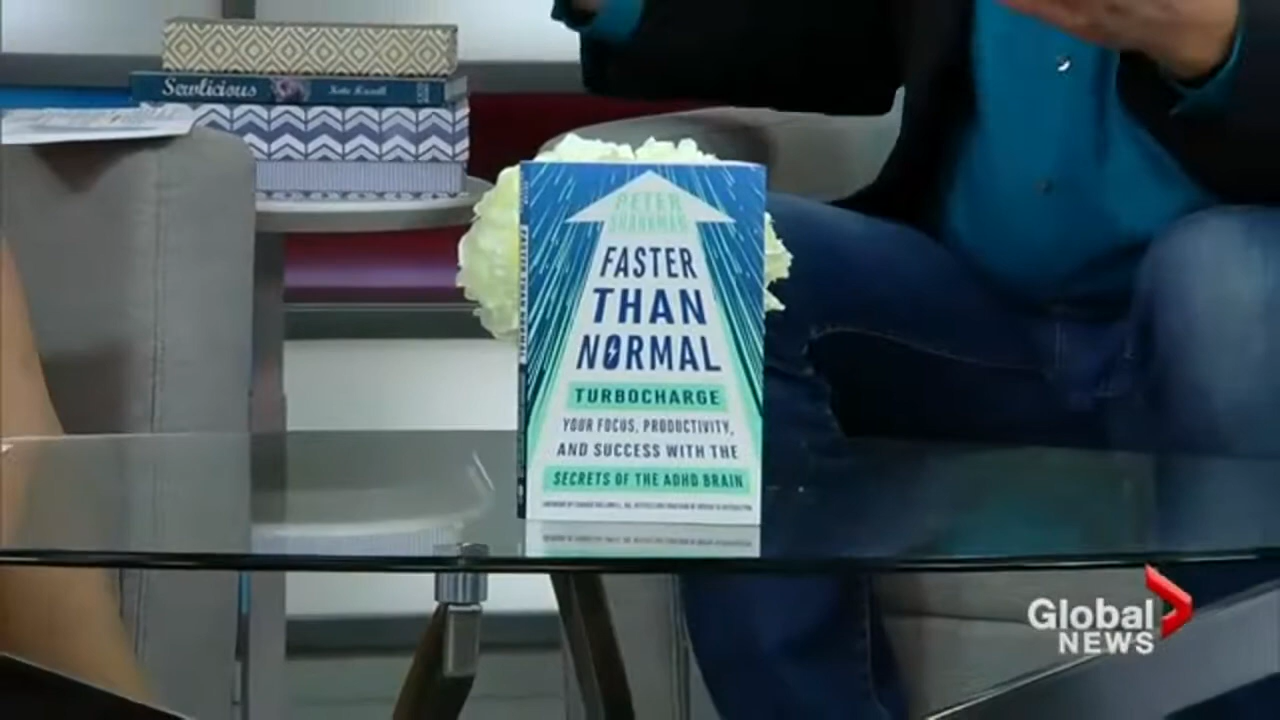 Sewlicious
PETER
SHANKMAN
FASTER
THAN
NORMAL
TURBOCHARGE
YOUR FOCUS, PRODUCTIVITY,
AND SUCCESS WITH THE
SECRETS OF THE ADHD BRAIN
Global
NEWS